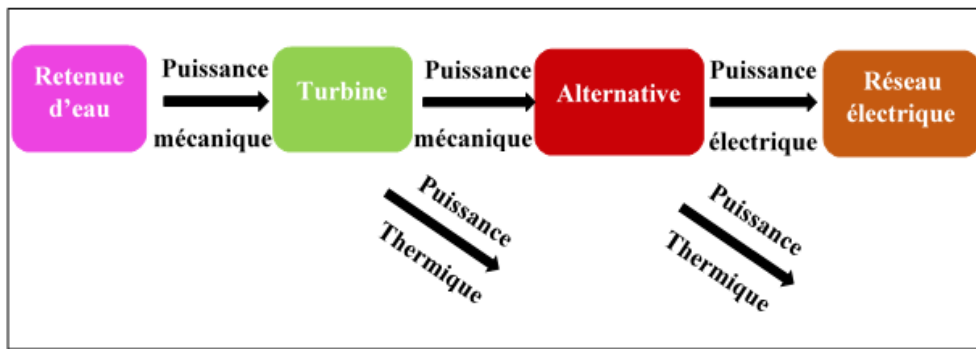 Retenue
d'eau
Puissance
mécanique
Turbine
Puissance
mécanique
Alternative
Puissance
électrique
Réseau
électrique
Puissance
Thermique
Puissance
Thermique